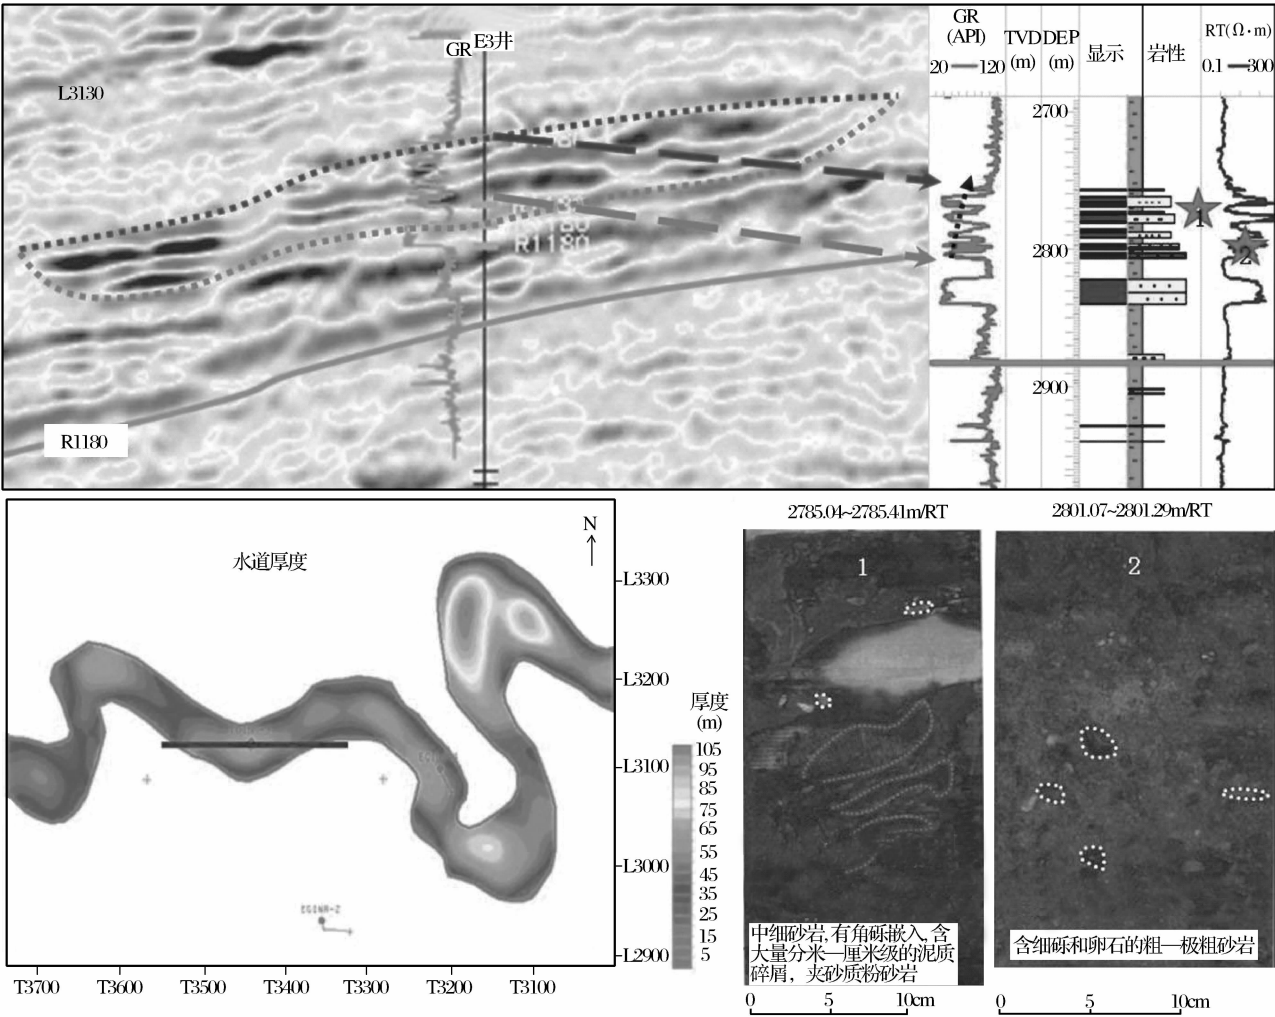 L3130
GR
E3井
R1180
R1180
GR
(API)
20 120
TVD
(m)
DEP
(m)
显示
岩性
RT(Ω·m)
0.1 300
2700
2800
2900
1
2
水道厚度
N
L3300
L3200
L3100
L3000
L2900
T3700
T3600
T3500
T3400
T3300
T3200
T3100
厚度
(m)
105
95
85
75
65
55
45
35
25
15
5
2785.04~2785.41m/RT
1
中细砂岩,有角砾嵌入,含
大量分米—厘米级的泥质
碎屑，夹砂质粉砂岩
0 5 10cm
2801.07~2801.29m/RT
2
含细砾和卵石的粗—极粗砂岩
0 5 10cm